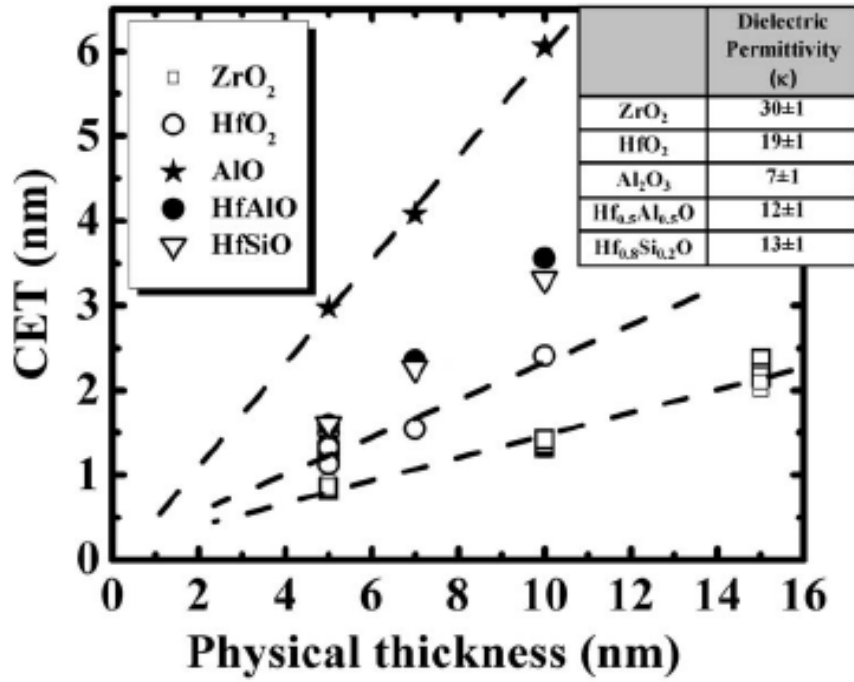 6
5
4
3
2
1
0
CET (nm)
ZrO₂
HfO₂
AlO
HfAlO
HfSiO
Dielectric
Permittivity
(κ)
ZrO₂ 30±1
HfO₂ 19±1
Al₂O₃ 7±1
Hf₀.₅Al₀.₅O 12±1
Hf₀.₈Si₀.₂O 13±1
0 2 4 6 8 10 12 14 16
Physical thickness (nm)